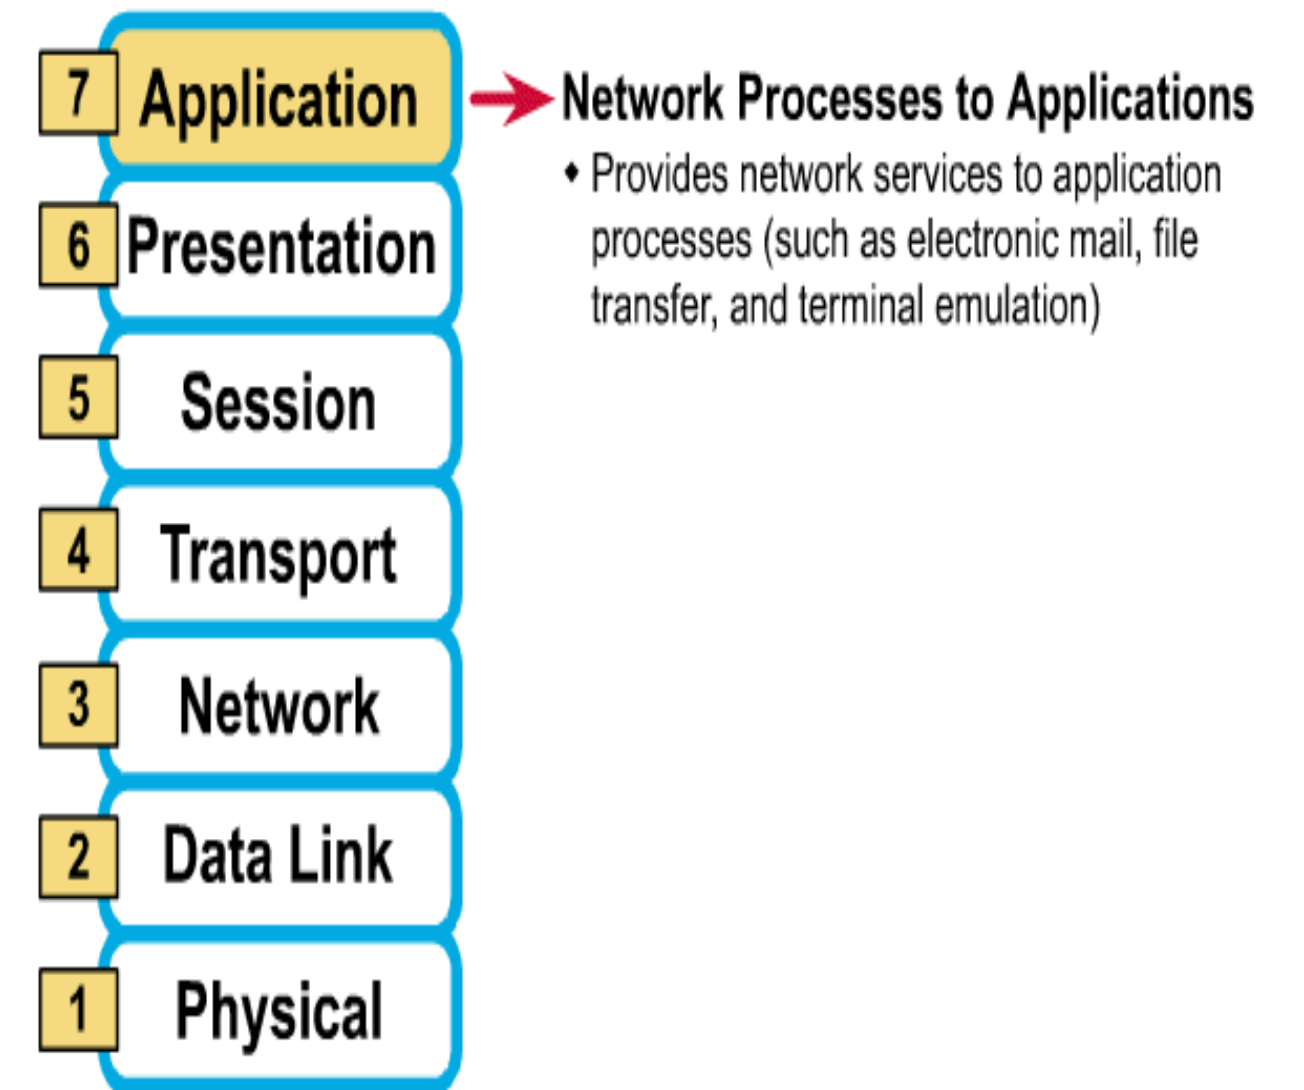 7 Application
Network Processes to Applications
• Provides network services to application
processes (such as electronic mail, file
transfer, and terminal emulation)
6 Presentation
5 Session
4 Transport
3 Network
2 Data Link
1 Physical